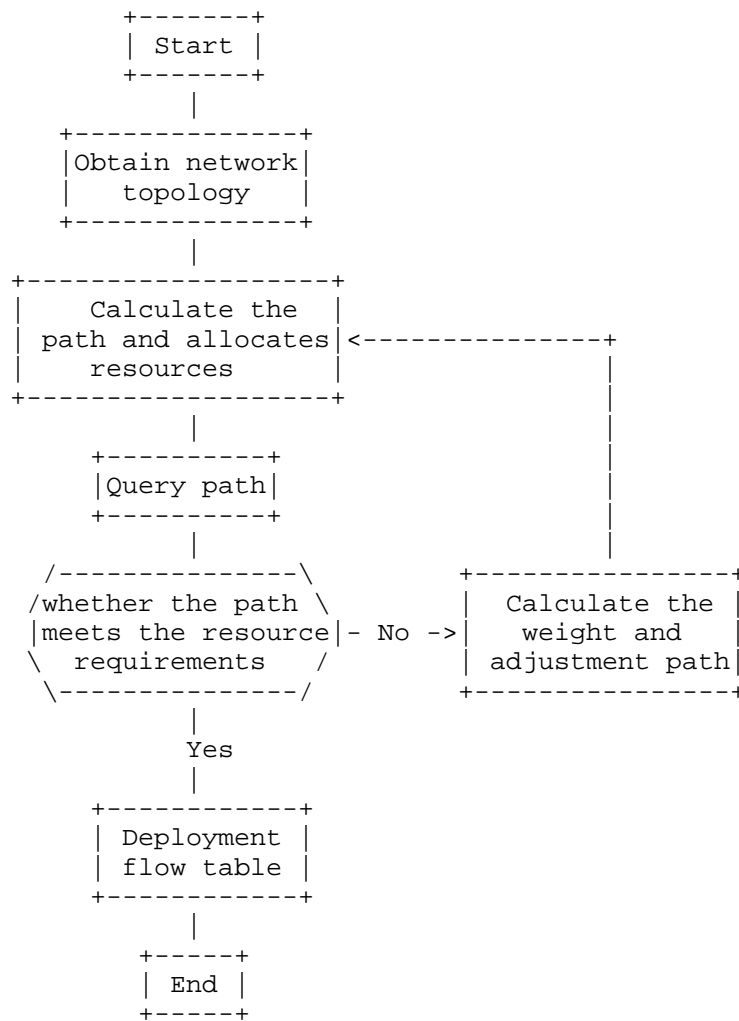 Start
Obtain network
topology
Calculate the
path and allocates
resources
Query path
whether the path
meets the resource
requirements
No
Calculate the
weight and
adjustment path
Yes
Deployment
flow table
End